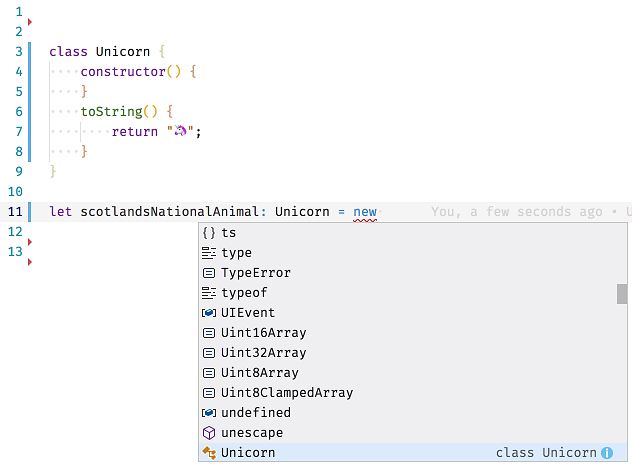 1
2
3 class Unicorn {
4 constructor() {
5 }
6 toString() {
7 return "🦄";
8 }
9 }
10
11 let scotlandsNationalAnimal: Unicorn = new You, a few seconds ago • U
12
13
{} ts
type
TypeError
typeof
UIEvent
Uint16Array
Uint32Array
Uint8Array
Uint8ClampedArray
undefined
unescape
Unicorn class Unicorn